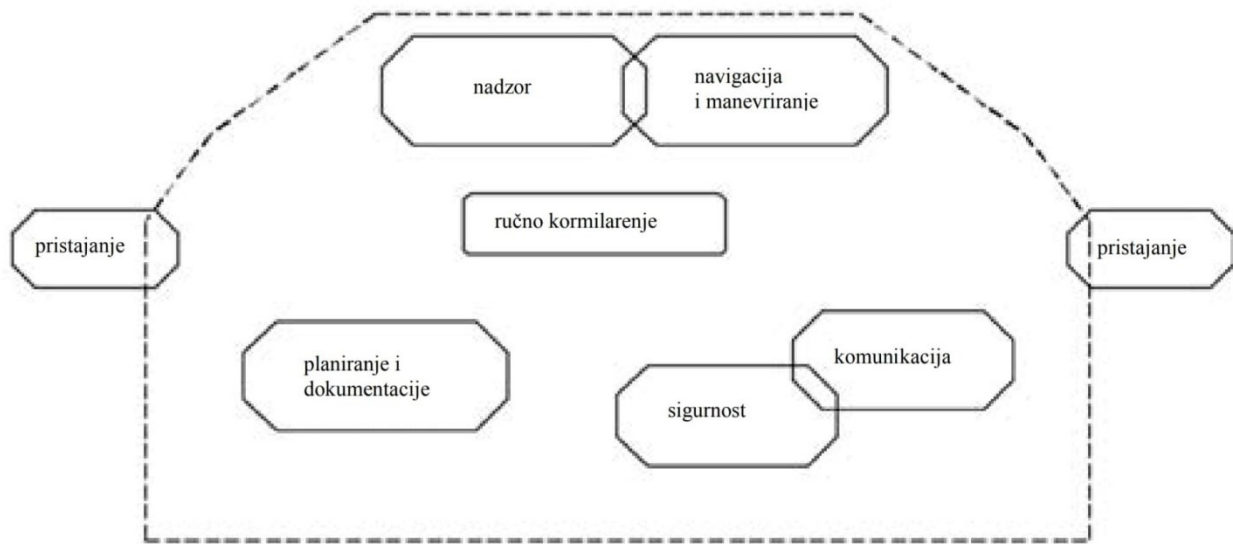 nadzor
navigacija
i manevriranje
ručno kormilarenje
pristajanje
pristajanje
planiranje i
dokumentacije
komunikacija
sigurnost